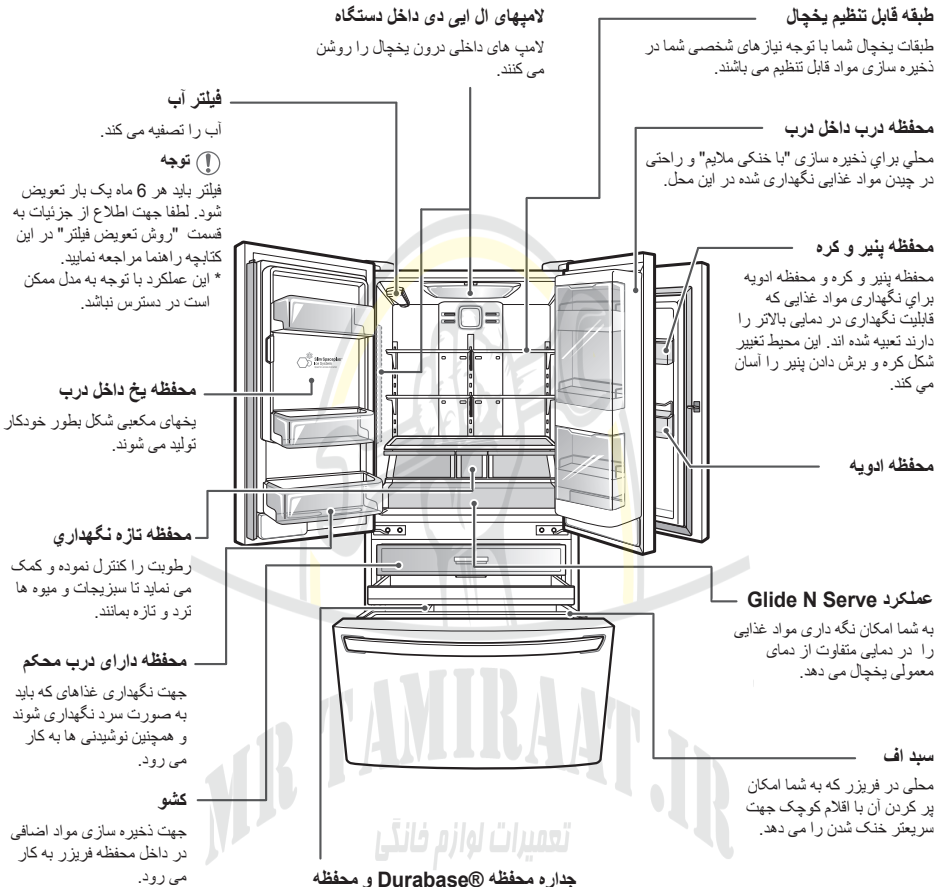 طبقه قابل تنظیم یخچال
طبقات یخچال شما با توجه نیازهای شخصی شما در
ذخیره سازی مواد قابل تنظیم می باشند.
محفظه درب داخل درب
محلي براي ذخیره سازی "با خنکی ملایم" و راحتی
در چیدن مواد غذایی نگهداری شده در این محل.
محفظه پنیر و کره
محفظه پنیر و کره و محفظه ادویه
براي نگهداری مواد غذایی که
قابلیت نگهداری در دمایی بالاتر را
دارند تعبیه شده اند. این محیط تغییر
شکل کره و برش دادن پنیر را آسان
مي کند.
محفظه ادویه
عملکرد Glide N Serve
به شما امکان نگه داری مواد غذایی
را در دمایی متفاوت از دمای
معمولی یخچال می دهد.
سبد اف
محلی در فریزر که به شما امکان
پر کردن آن با اقلام کوچک جهت
سریعتر خنک شدن را می دهد.
لامپهای ال ایی دی داخل دستگاه
لامپ های داخلی درون یخچال را روشن
می کنند.
فیلتر آب
آب را تصفیه می کند.
توجه
فیلتر باید هر 6 ماه یک بار تعویض
شود. لطفا جهت اطلاع از جزئیات به
قسمت "روش تعویض فیلتر" در این
کتابچه راهنما مراجعه نمایید.
* این عملکرد با توجه به مدل ممکن
است در دسترس نباشد.
محفظه یخ داخل درب
یخهای مکعبی شکل بطور خودکار
تولید می شوند.
محفظه تازه نگهداري
رطوبت را کنترل نموده و کمک
می نماید تا سبزیجات و میوه ها
ترد و تازه بمانند.
محفظه دارای درب محکم
جهت نگهداری غذاهای که باید
به صورت سرد نگهداری شوند
و همچنین نوشیدنی ها به کار
می رود.
کشو
جهت ذخیره سازی مواد اضافی
در داخل محفظه فریزر به کار
می رود.
جداره محفظه Durabase® و محفظه
Slim SpacePlus
MR TAMIRAAT.IR
تعمیرات لوازم خانگی